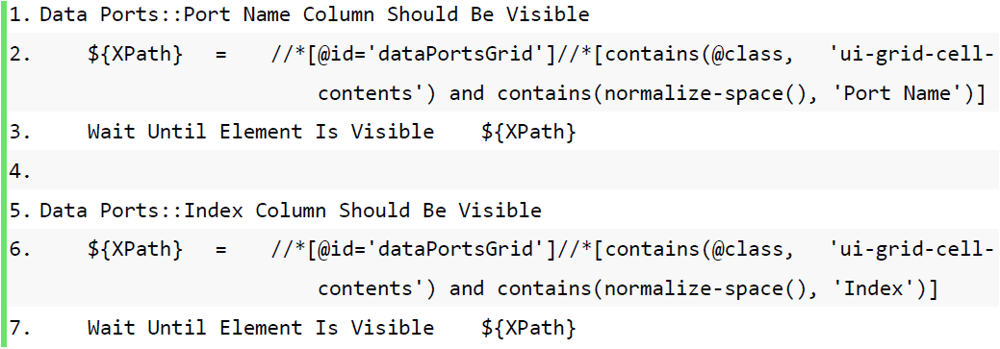 1. Data Ports::Port Name Column Should Be Visible
2. ${XPath} = //*[@id='dataPortsGrid']//*[contains(@class, 'ui-grid-cell-
contents') and contains(normalize-space(), 'Port Name')]
3. Wait Until Element Is Visible ${XPath}
4.
5. Data Ports::Index Column Should Be Visible
6. ${XPath} = //*[@id='dataPortsGrid']//*[contains(@class, 'ui-grid-cell-
contents') and contains(normalize-space(), 'Index')]
7. Wait Until Element Is Visible ${XPath}